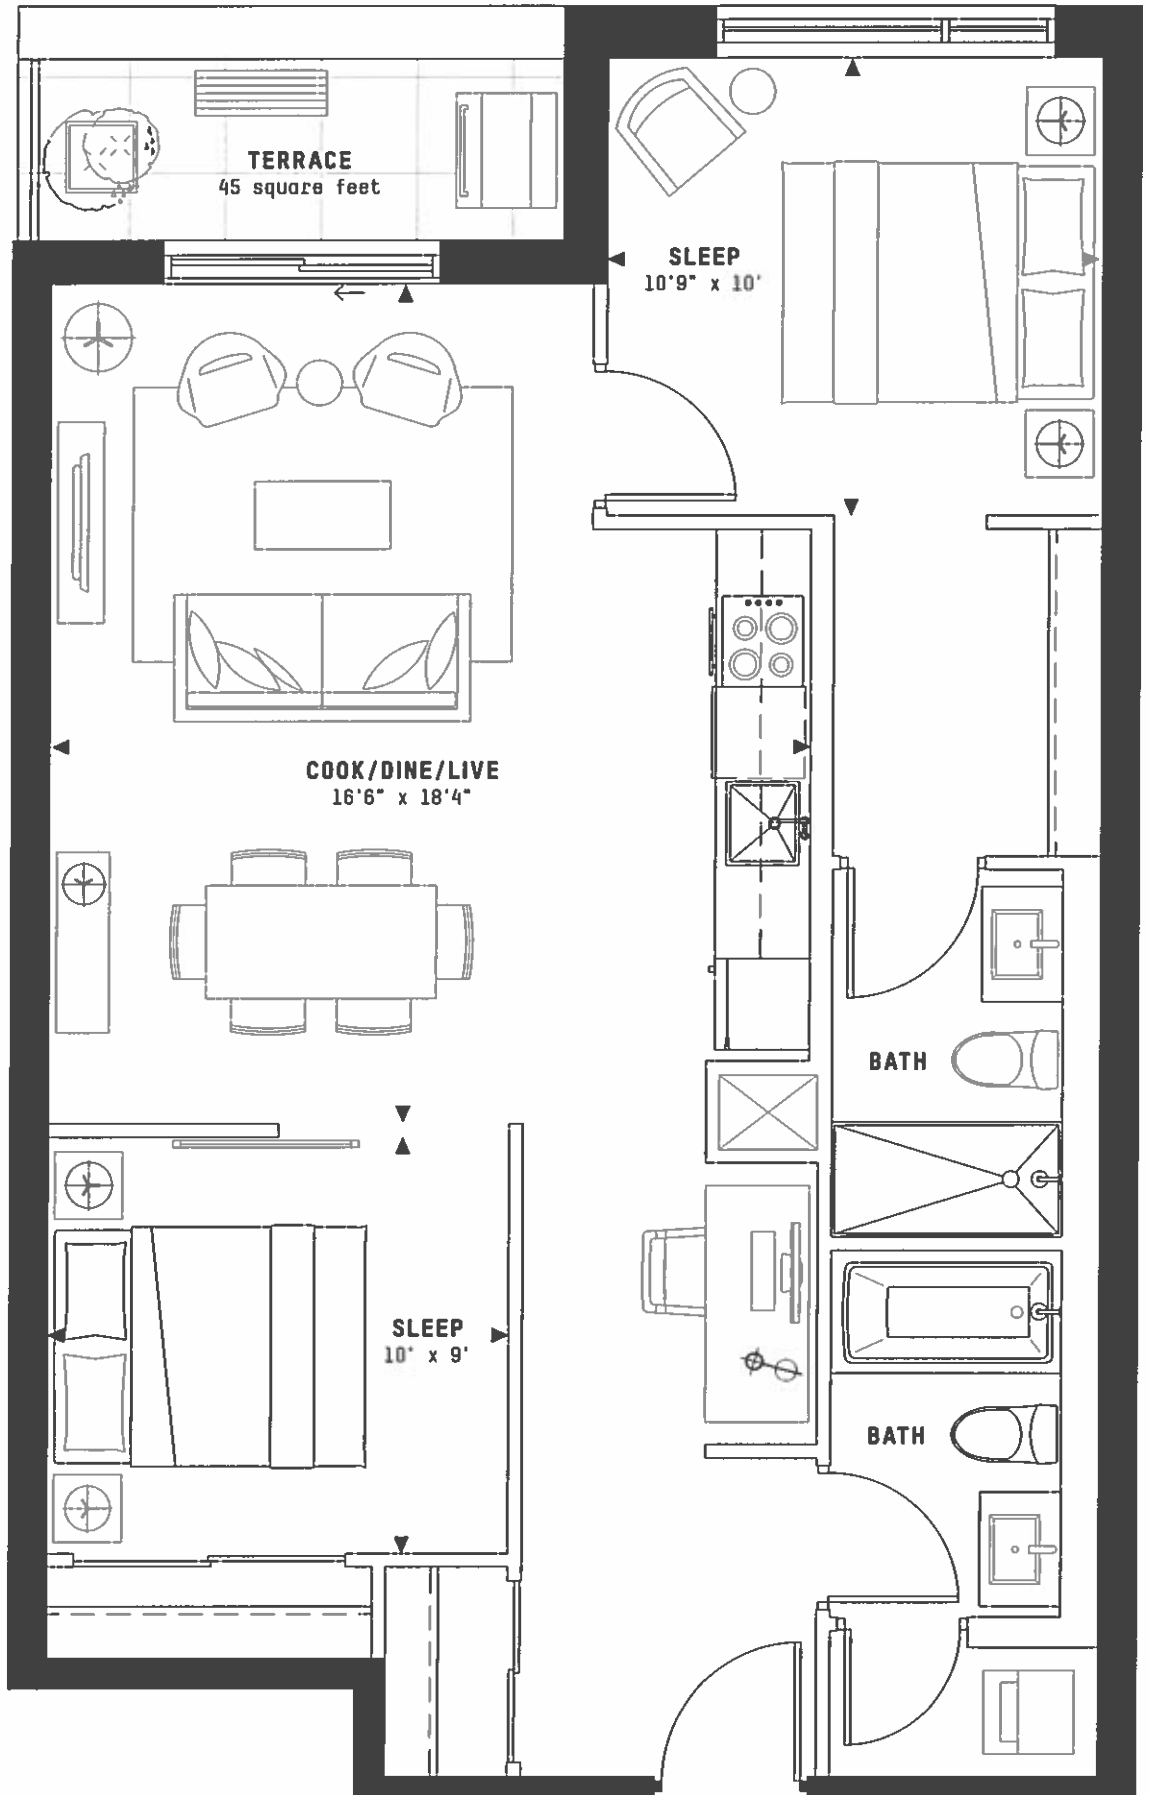 TERRACE
45 square feet
SLEEP
10'9" x 10'
COOK/DINE/LIVE
16'6" x 18'4"
BATH
SLEEP
10' x 9'
BATH